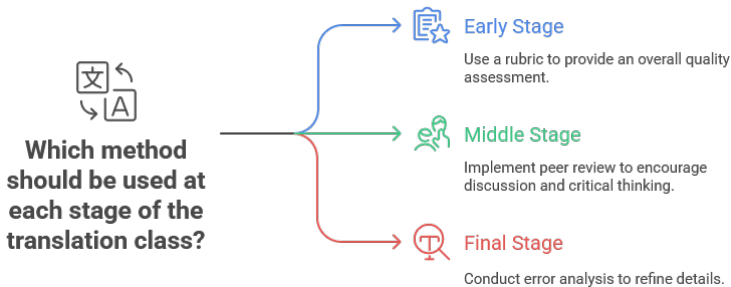 文
A
Which method
should be used at
each stage of the
translation class?
Early Stage
Use a rubric to provide an overall quality
assessment.
Middle Stage
Implement peer review to encourage
discussion and critical thinking.
T
Final Stage
Conduct error analysis to refine details.